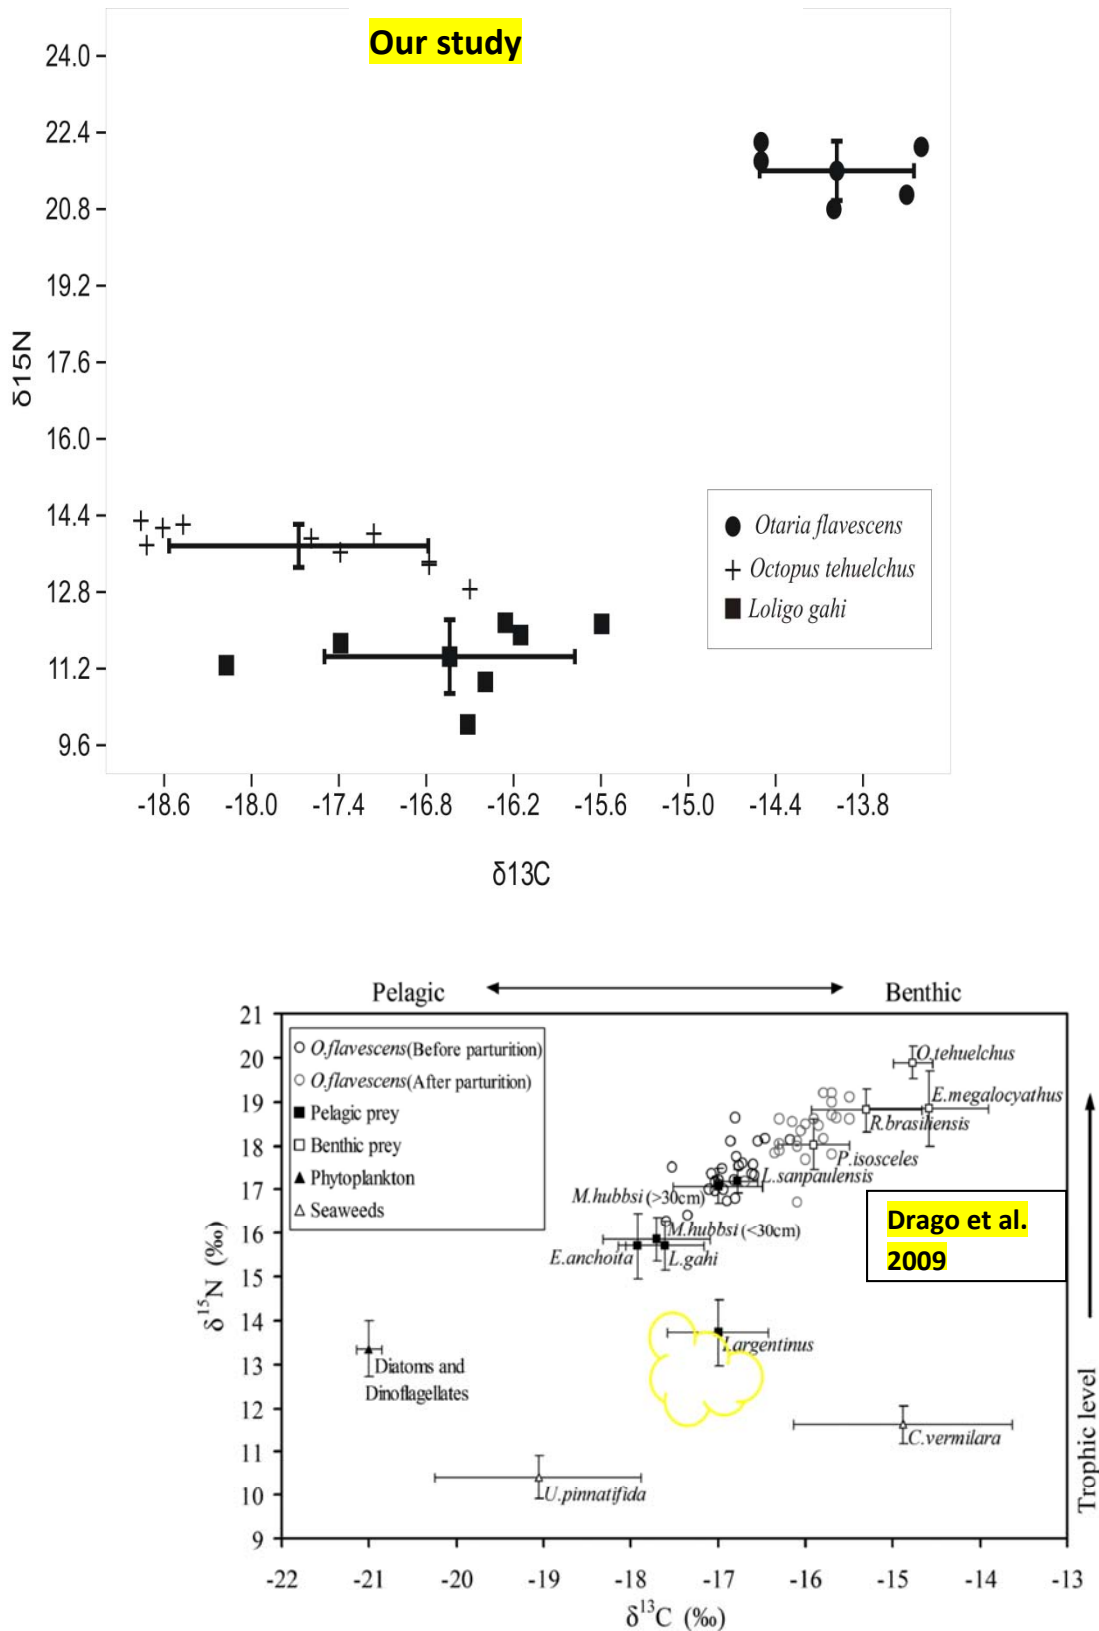 Our study
24.0
22.4
20.8
19.2
17.6
16.0
14.4
12.8
11.2
9.6
δ15N
Otaria flavescens
Octopus tehuelchus
Loligo gahi
-18.6 -18.0 -17.4 -16.8 -16.2 -15.6 -15.0 -14.4 -13.8
δ13C
Pelagic Benthic
21
20
19
18
17
16
15
14
13
12
11
10
9
δ15N (‰)
O.flavescens(Before parturition)
O.flavescens(After parturition)
Pelagic prey
Benthic prey
Phytoplankton
Seaweeds
O.tehuelchus
E.megalocyathus
R.brasiliensis
P.isosceles
L.sanpaulensis
M.hubbsi (>30cm)
M.hubbsi (<30cm)
E.anchoita
L.gahi
I.argentinus
Diatoms and
Dinoflagellates
C.vermilara
U.pinnatifida
Drago et al.
2009
Trophic level
-22 -21 -20 -19 -18 -17 -16 -15 -14 -13
δ13C (‰)